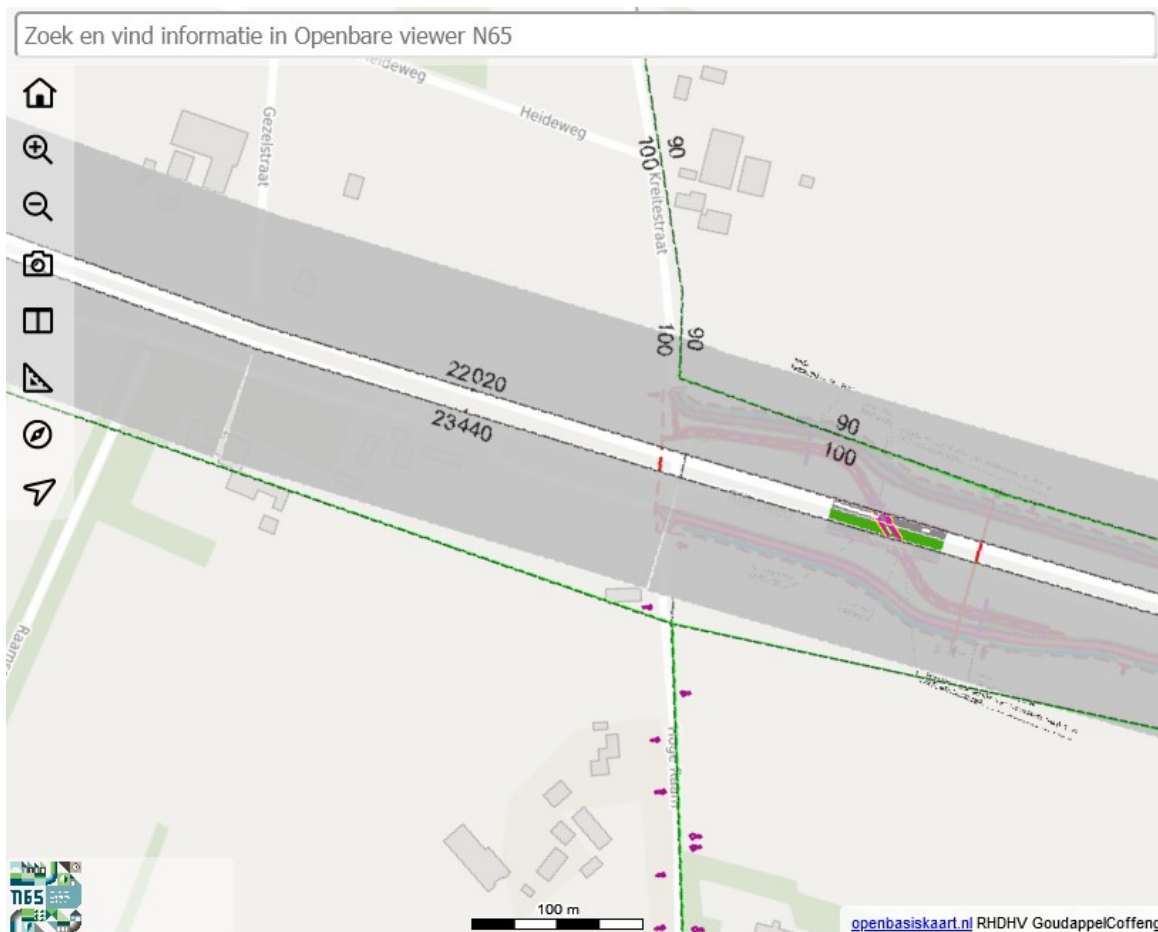 Zoek en vind informatie in Openbare viewer N65
Heideweg
Heideweg
Gezelstraat
90
100
Kreitestraat
90
100
22020
23440
90
100
Hoge Raam
N65
100 m
openbasiskaart.nl RHDHV GoudappelCoffeng